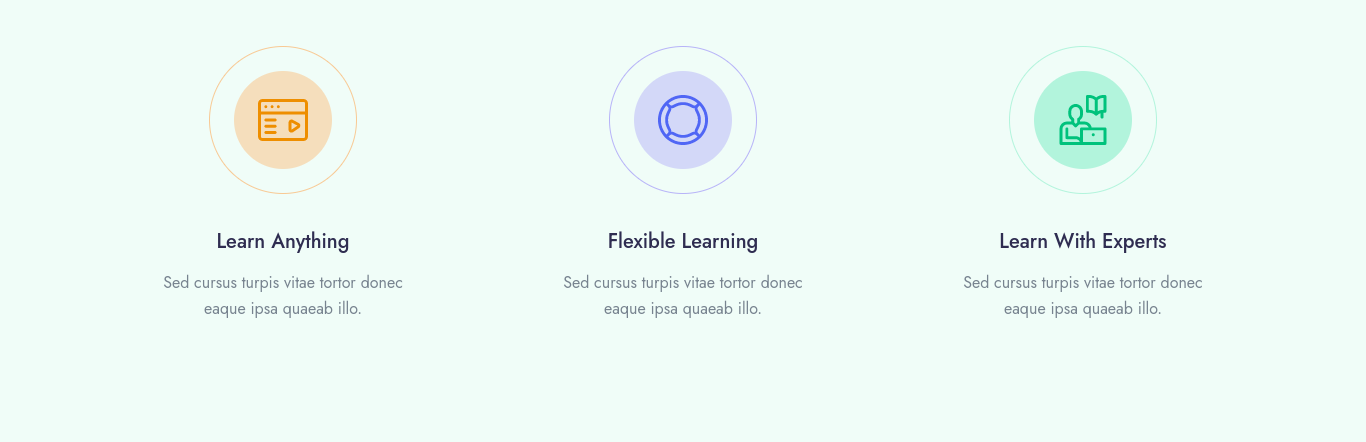 Learn Anything
Sed cursus turpis vitae tortor donec
eaque ipsa quaeab illo.
Flexible Learning
Sed cursus turpis vitae tortor donec
eaque ipsa quaeab illo.
Learn With Experts
Sed cursus turpis vitae tortor donec
eaque ipsa quaeab illo.